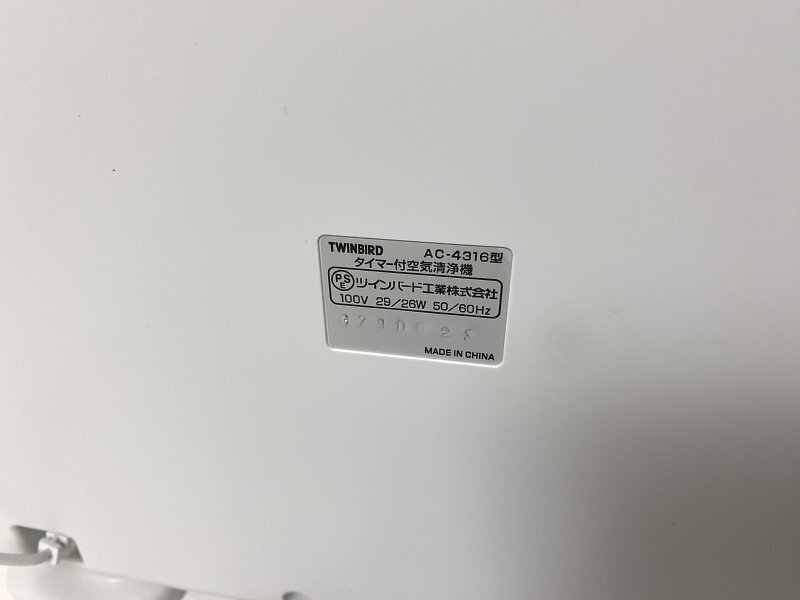 TWINBIRD AC-4316型
タイマー付空気清浄機
PSE ツインバード工業株式会社
100V 29/26W 50/60Hz
MADE IN CHINA